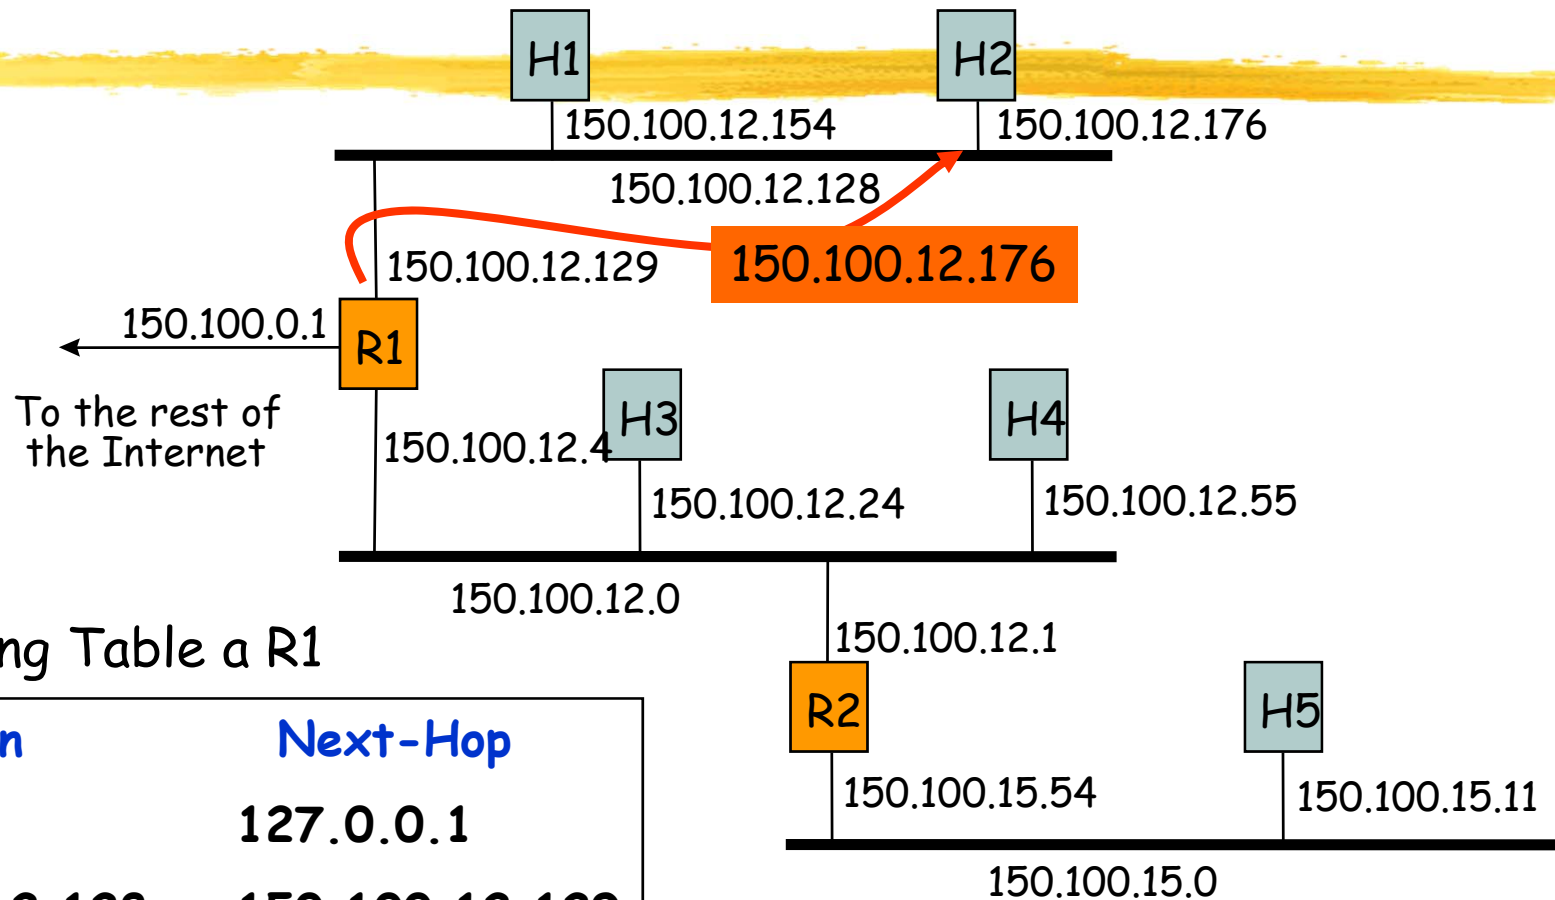 H1
H2
150.100.12.154
150.100.12.176
150.100.12.128
150.100.12.129
150.100.12.176
150.100.0.1
R1
To the rest of
the Internet
150.100.12.4
H3
H4
150.100.12.24
150.100.12.55
150.100.12.0
150.100.12.1
ng Table a R1
R2
H5
n Next-Hop
150.100.15.54
150.100.15.11
127.0.0.1
150.100.15.0